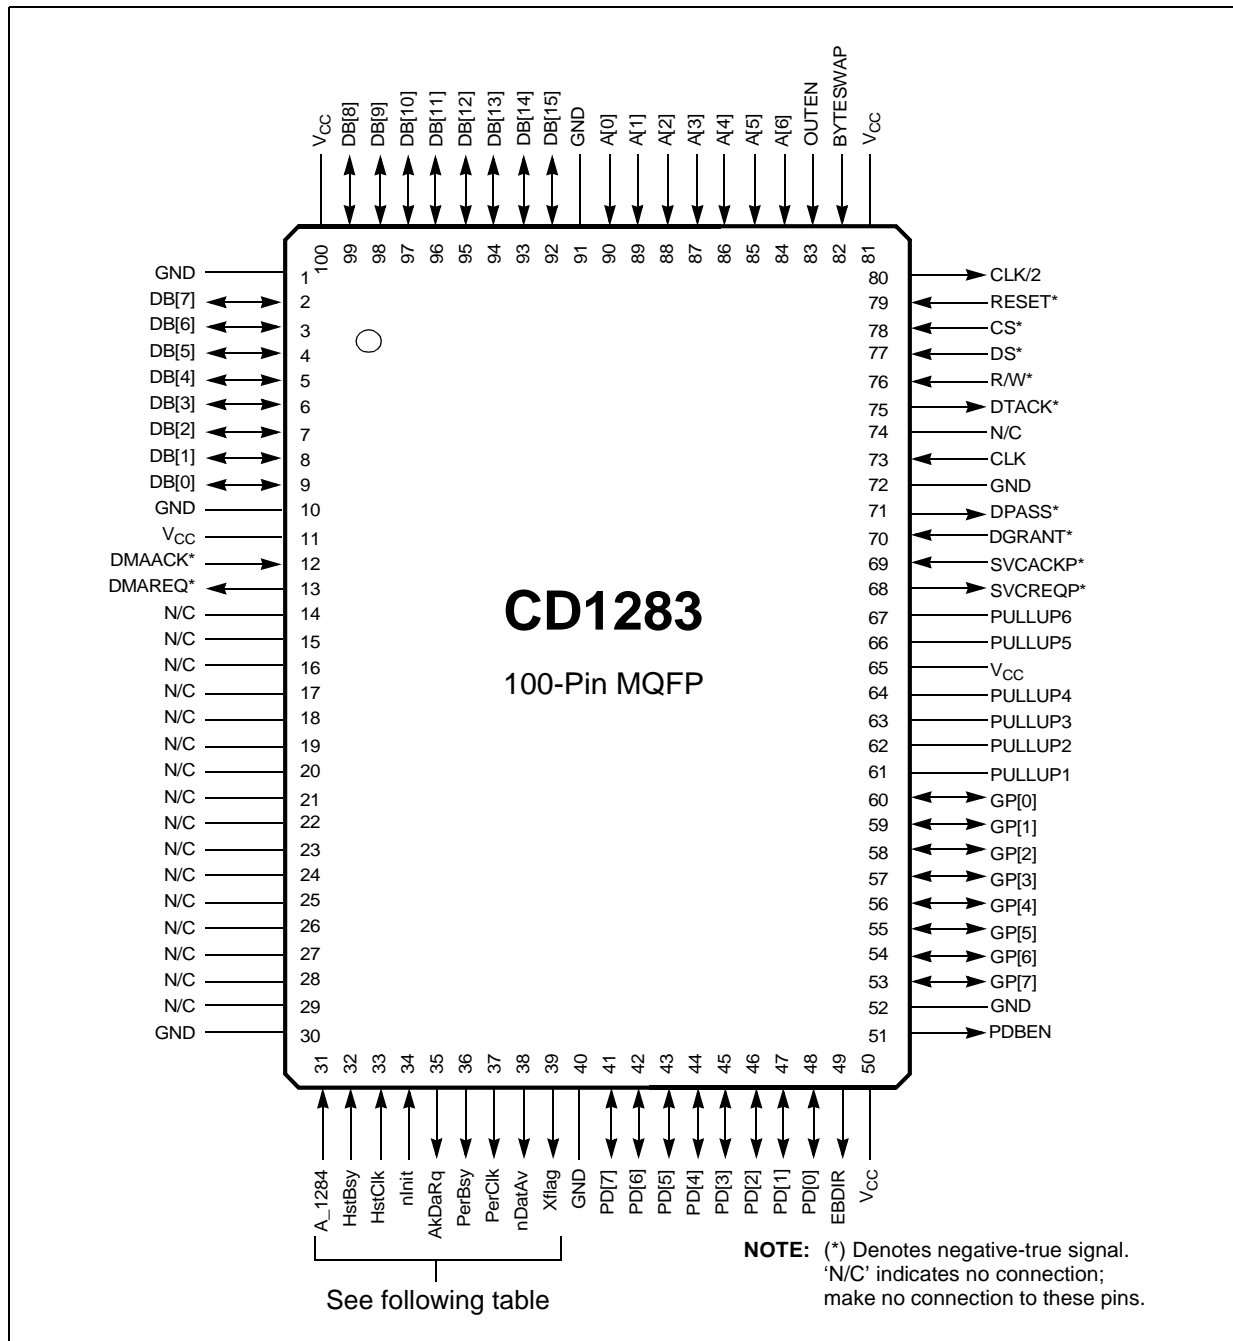 VCC
DB[8]
DB[9]
DB[10]
DB[11]
DB[12]
DB[13]
DB[14]
DB[15]
GND
A[0]
A[1]
A[2]
A[3]
A[4]
A[5]
A[6]
OUTEN
BYTESWAP
VCC
100
99
98
97
96
95
94
93
92
91
90
89
88
87
86
85
84
83
82
81
GND 1
DB[7] 2
DB[6] 3
DB[5] 4
DB[4] 5
DB[3] 6
DB[2] 7
DB[1] 8
DB[0] 9
GND 10
VCC 11
DMAACK* 12
DMAREQ* 13
N/C 14
N/C 15
N/C 16
N/C 17
N/C 18
N/C 19
N/C 20
N/C 21
N/C 22
N/C 23
N/C 24
N/C 25
N/C 26
N/C 27
N/C 28
N/C 29
GND 30
CD1283
100-Pin MQFP
80 CLK/2
79 RESET*
78 CS*
77 DS*
76 R/W*
75 DTACK*
74 N/C
73 CLK
72 GND
71 DPASS*
70 DGRANT*
69 SVCACKP*
68 SVCREQP*
67 PULLUP6
66 PULLUP5
65 VCC
64 PULLUP4
63 PULLUP3
62 PULLUP2
61 PULLUP1
60 GP[0]
59 GP[1]
58 GP[2]
57 GP[3]
56 GP[4]
55 GP[5]
54 GP[6]
53 GP[7]
52 GND
51 PDBEN
31
32
33
34
35
36
37
38
39
40
41
42
43
44
45
46
47
48
49
50
A_1284
HstBsy
HstClk
nInit
AkDaRq
PerBsy
PerClk
nDatAv
Xflag
GND
PD[7]
PD[6]
PD[5]
PD[4]
PD[3]
PD[2]
PD[1]
PD[0]
EBDIR
VCC
See following table
NOTE: (*) Denotes negative-true signal.
‘N/C’ indicates no connection;
make no connection to these pins.